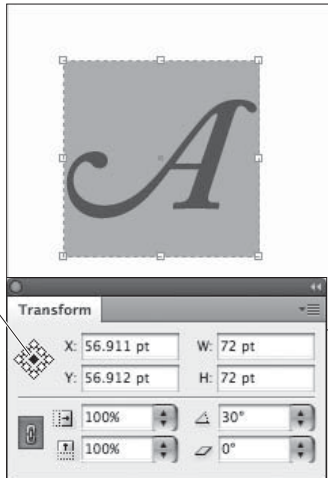 A
Transform
X: 56.911 pt W: 72 pt
Y: 56.912 pt H: 72 pt
100% 30°
100% 0°